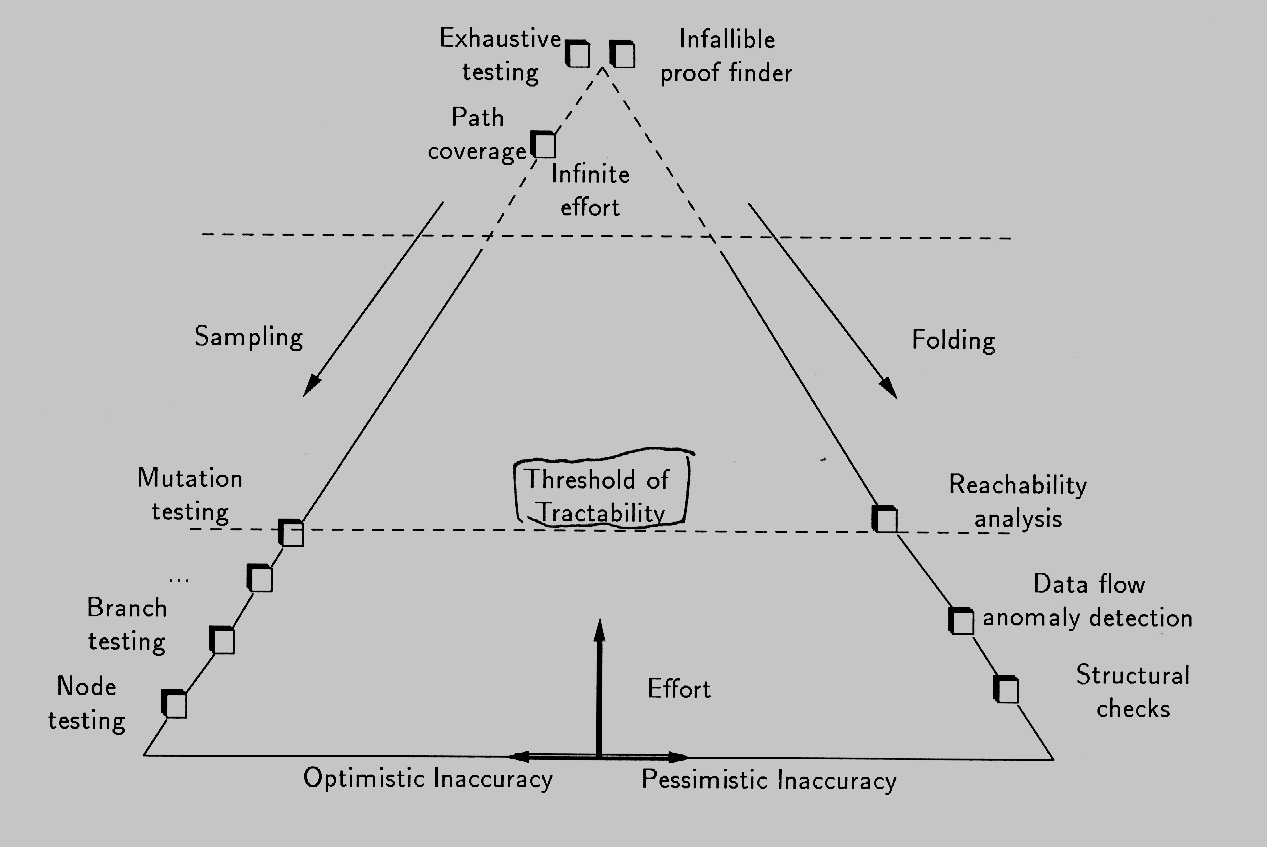 Exhaustive
testing
Infallible
proof finder
Path
coverage
Infinite
effort
Sampling
Folding
Mutation
testing
Threshold of
Tractability
Reachability
analysis
...
Branch
testing
Data flow
anomaly detection
Node
testing
Effort
Structural
checks
Optimistic Inaccuracy
Pessimistic Inaccuracy